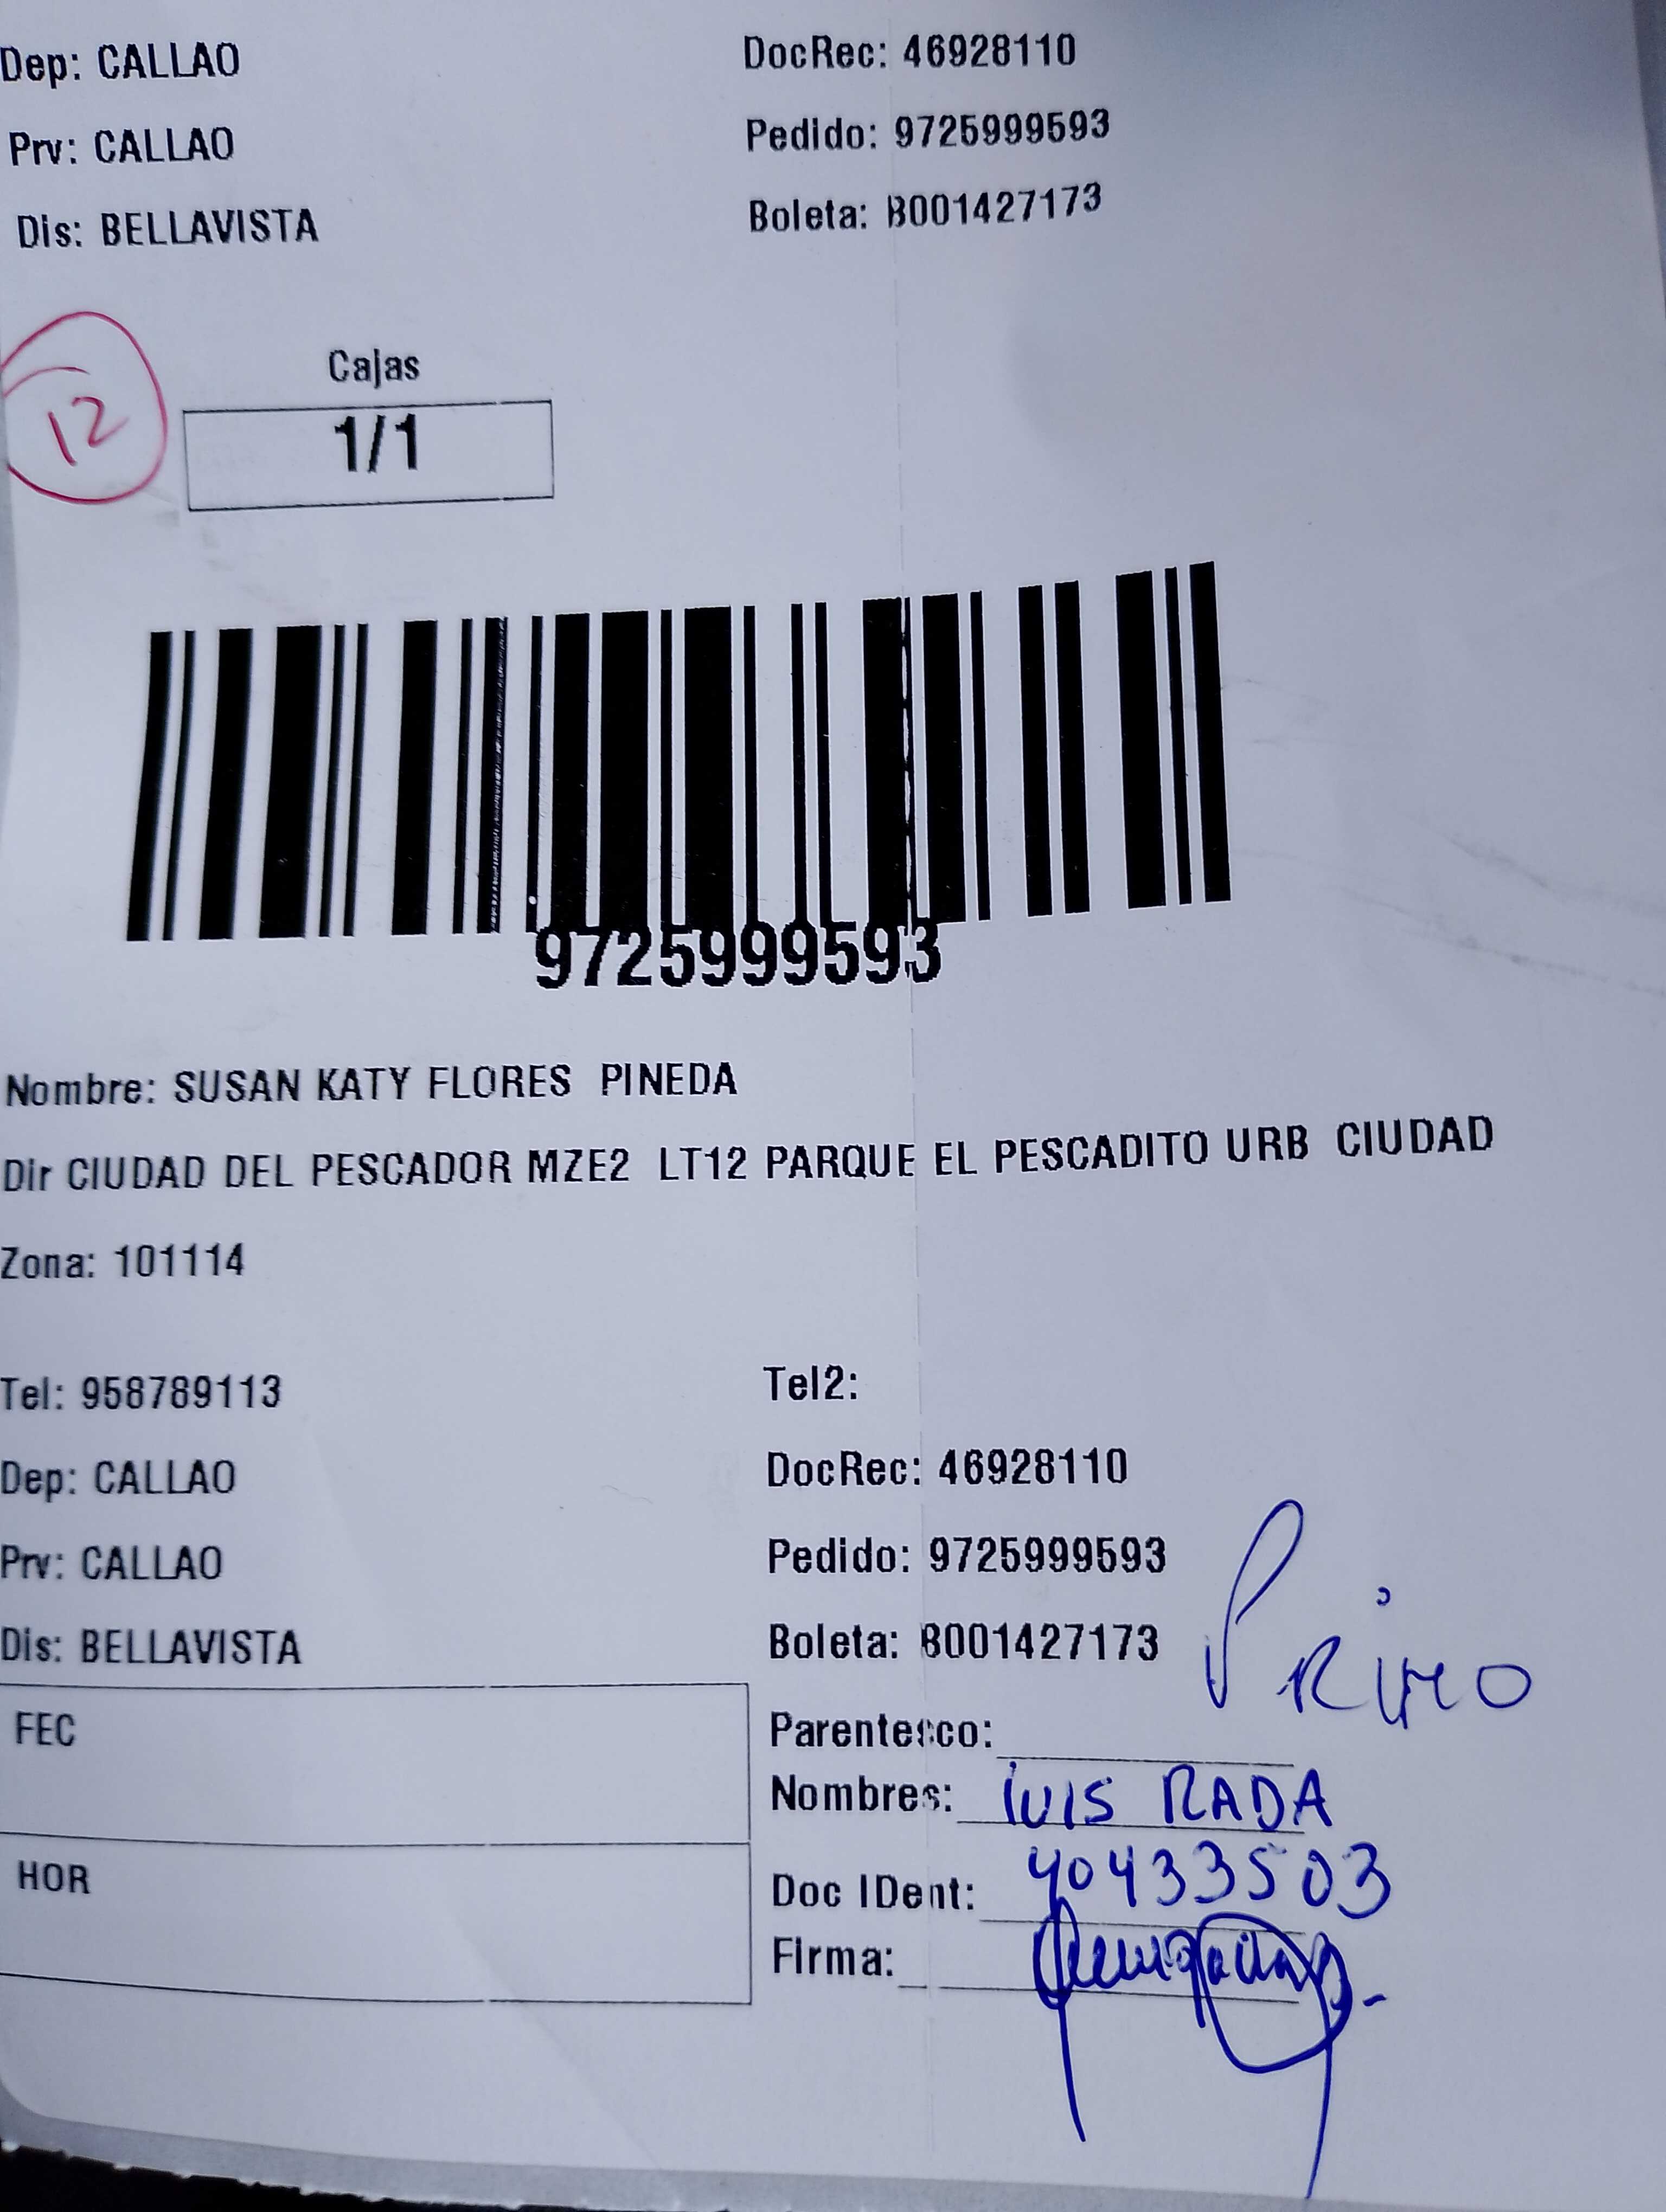 Dep: CALLAO DocRec: 46928110
Prv: CALLAO Pedido: 9725999593
Dis: BELLAVISTA Boleta: B001427173
12
Cajas
1/1
9725999593
Nombre: SUSAN KATY FLORES PINEDA
Dir CIUDAD DEL PESCADOR MZE2 LT12 PARQUE EL PESCADITO URB CIUDAD
Zona: 101114
Tel: 958789113 Tel2:
Dep: CALLAO DocRec: 46928110
Prv: CALLAO Pedido: 9725999593
Dis: BELLAVISTA Boleta: B001427173
PRIMO
FEC Parentesco:
Nombres: LUIS RADA
HOR Doc IDent: 40433503
Firma: